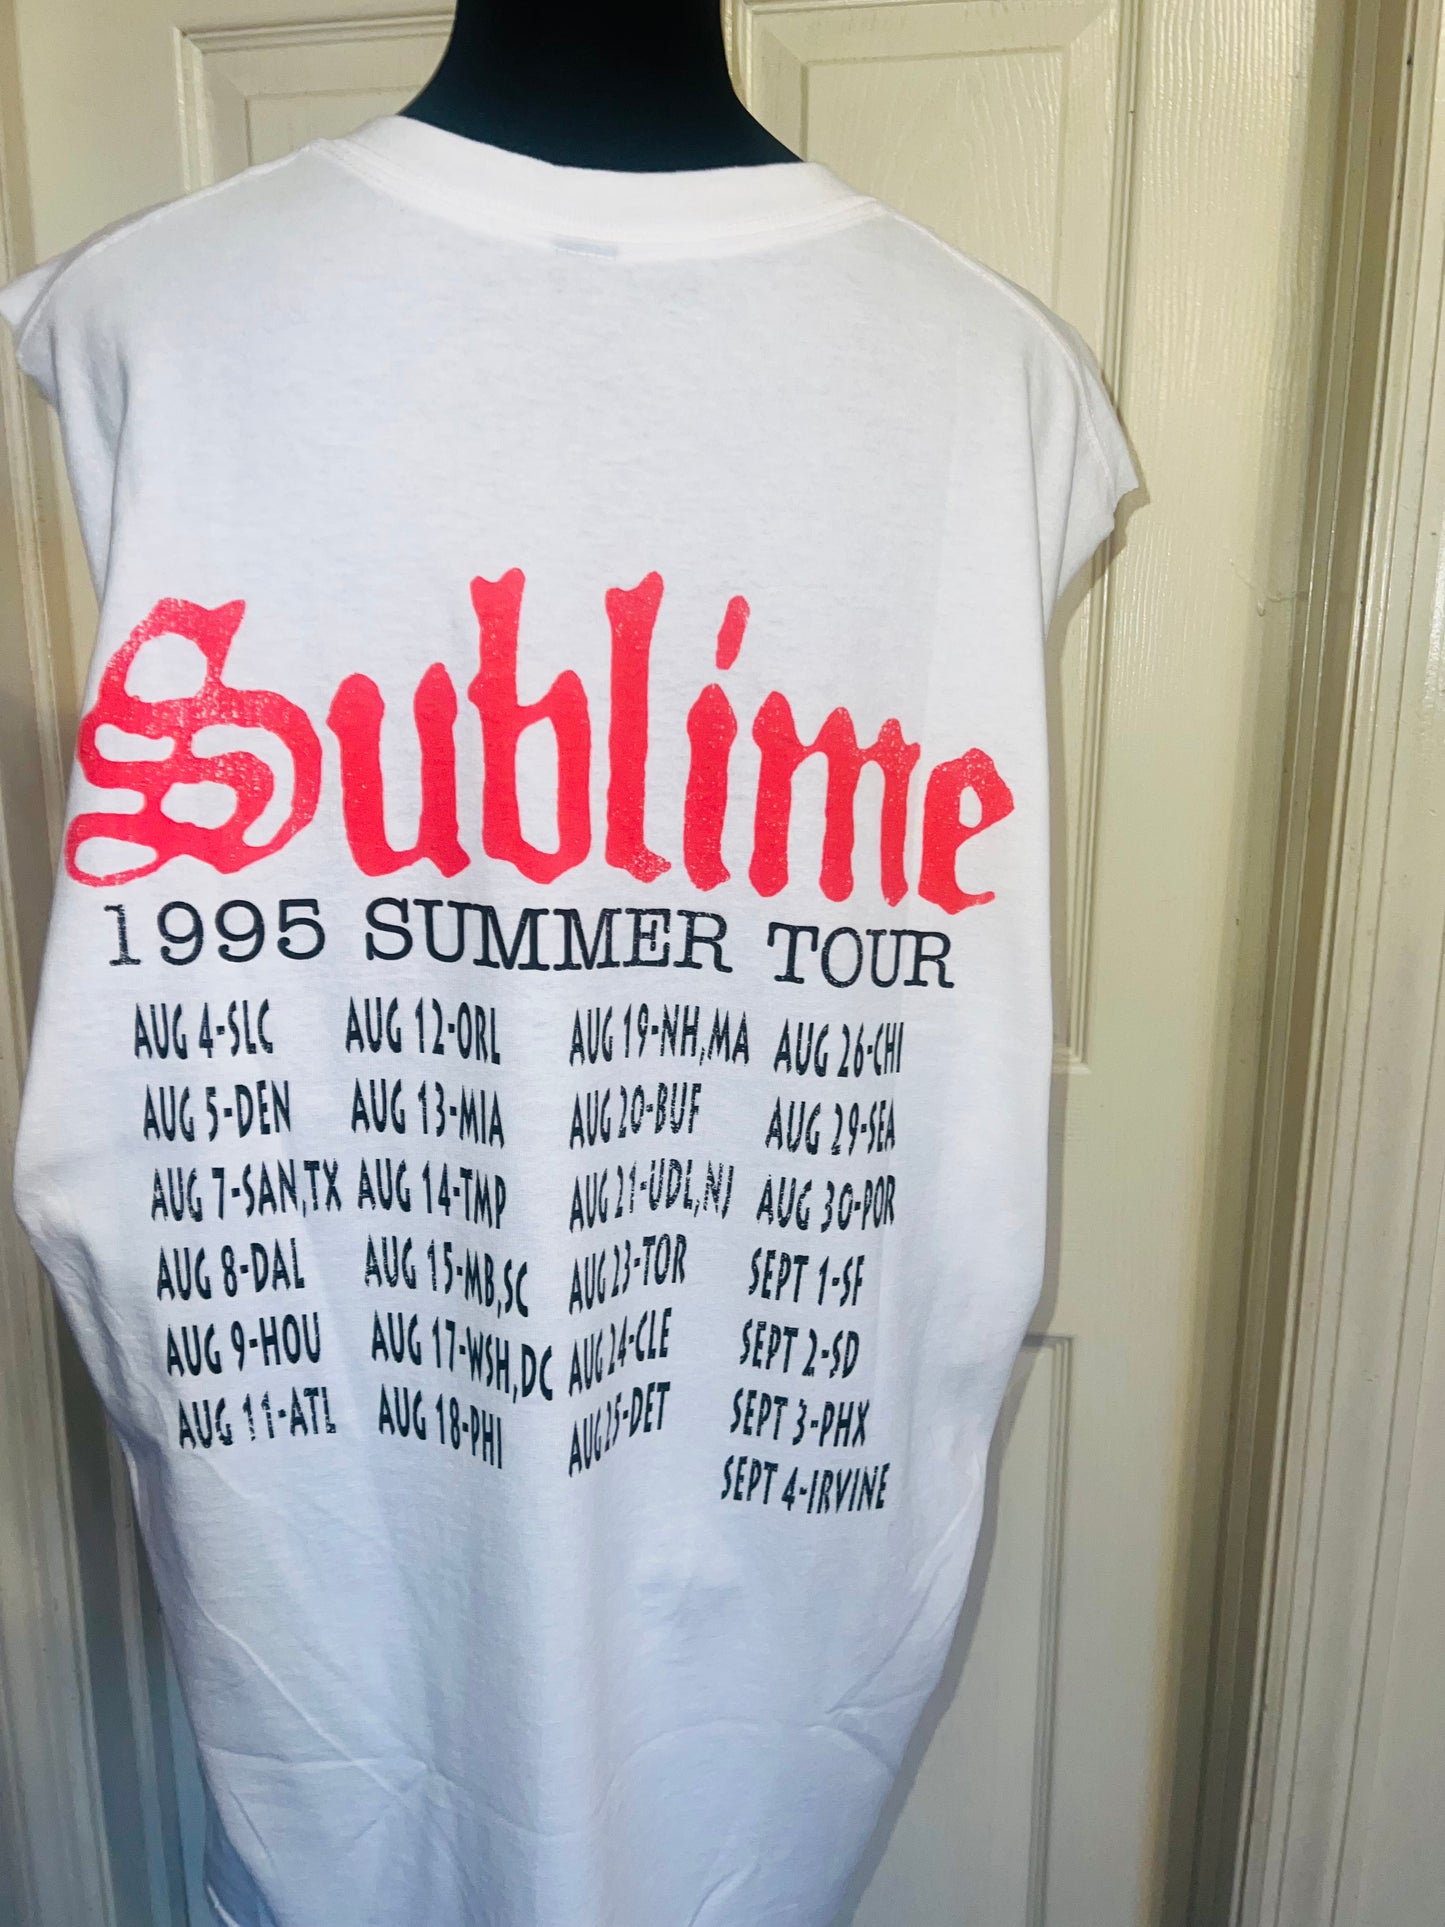 Sublime
1995 SUMMER TOUR
AUG 4-SLC
AUG 5-DEN
AUG 7-SAN,TX
AUG 8-DAL
AUG 9-HOU
AUG 11-ATL
AUG 12-ORL
AUG 13-MIA
AUG 14-TMP
AUG 15-MB,SC
AUG 17-WSH,DC
AUG 18-PHI
AUG 19-NH,MA
AUG 20-BUF
AUG 21-UDL,NJ
AUG 23-TOR
AUG 24-CLE
AUG 25-DET
AUG 26-CHI
AUG 29-SEA
AUG 30-POR
SEPT 1-SF
SEPT 2-SD
SEPT 3-PHX
SEPT 4-IRVINE